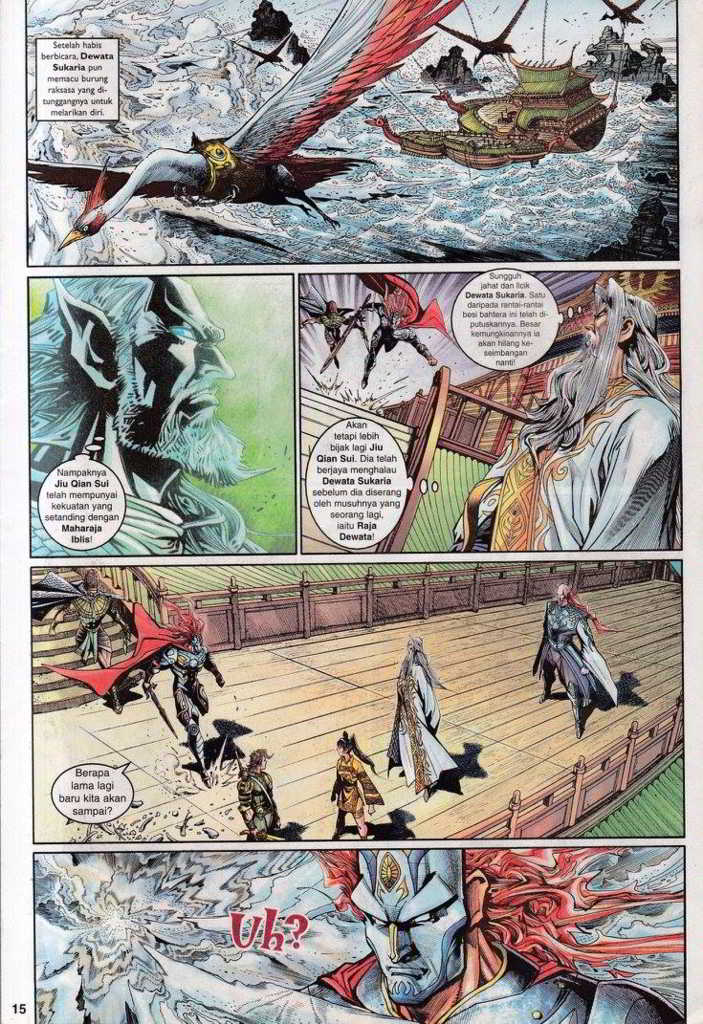 Setelah habis
berbicara, Dewata
Sukaria pun
memacu burung
raksasa yang di-
tunggangnya untuk
melarikan diri.
Nampaknya
Jiu Qian Sui
telah mempunyai
kekuatan yang
setanding dengan
Maharaja
Iblis!
Sungguh
jahat dan licik
Dewata Sukaria. Satu
daripada rantai-rantai
besi bahtera ini telah di-
putuskannya. Besar
kemungkinannya ia
akan hilang ke-
seimbangan
nanti!
Akan
tetapi lebih
bijak lagi Jiu
Qian Sui. Dia telah
berjaya menghalau
Dewata Sukaria
sebelum dia diserang
oleh musuhnya yang
seorang lagi,
iaitu Raja
Dewata!
Berapa
lama lagi
baru kita akan
sampai?
Uh?
15